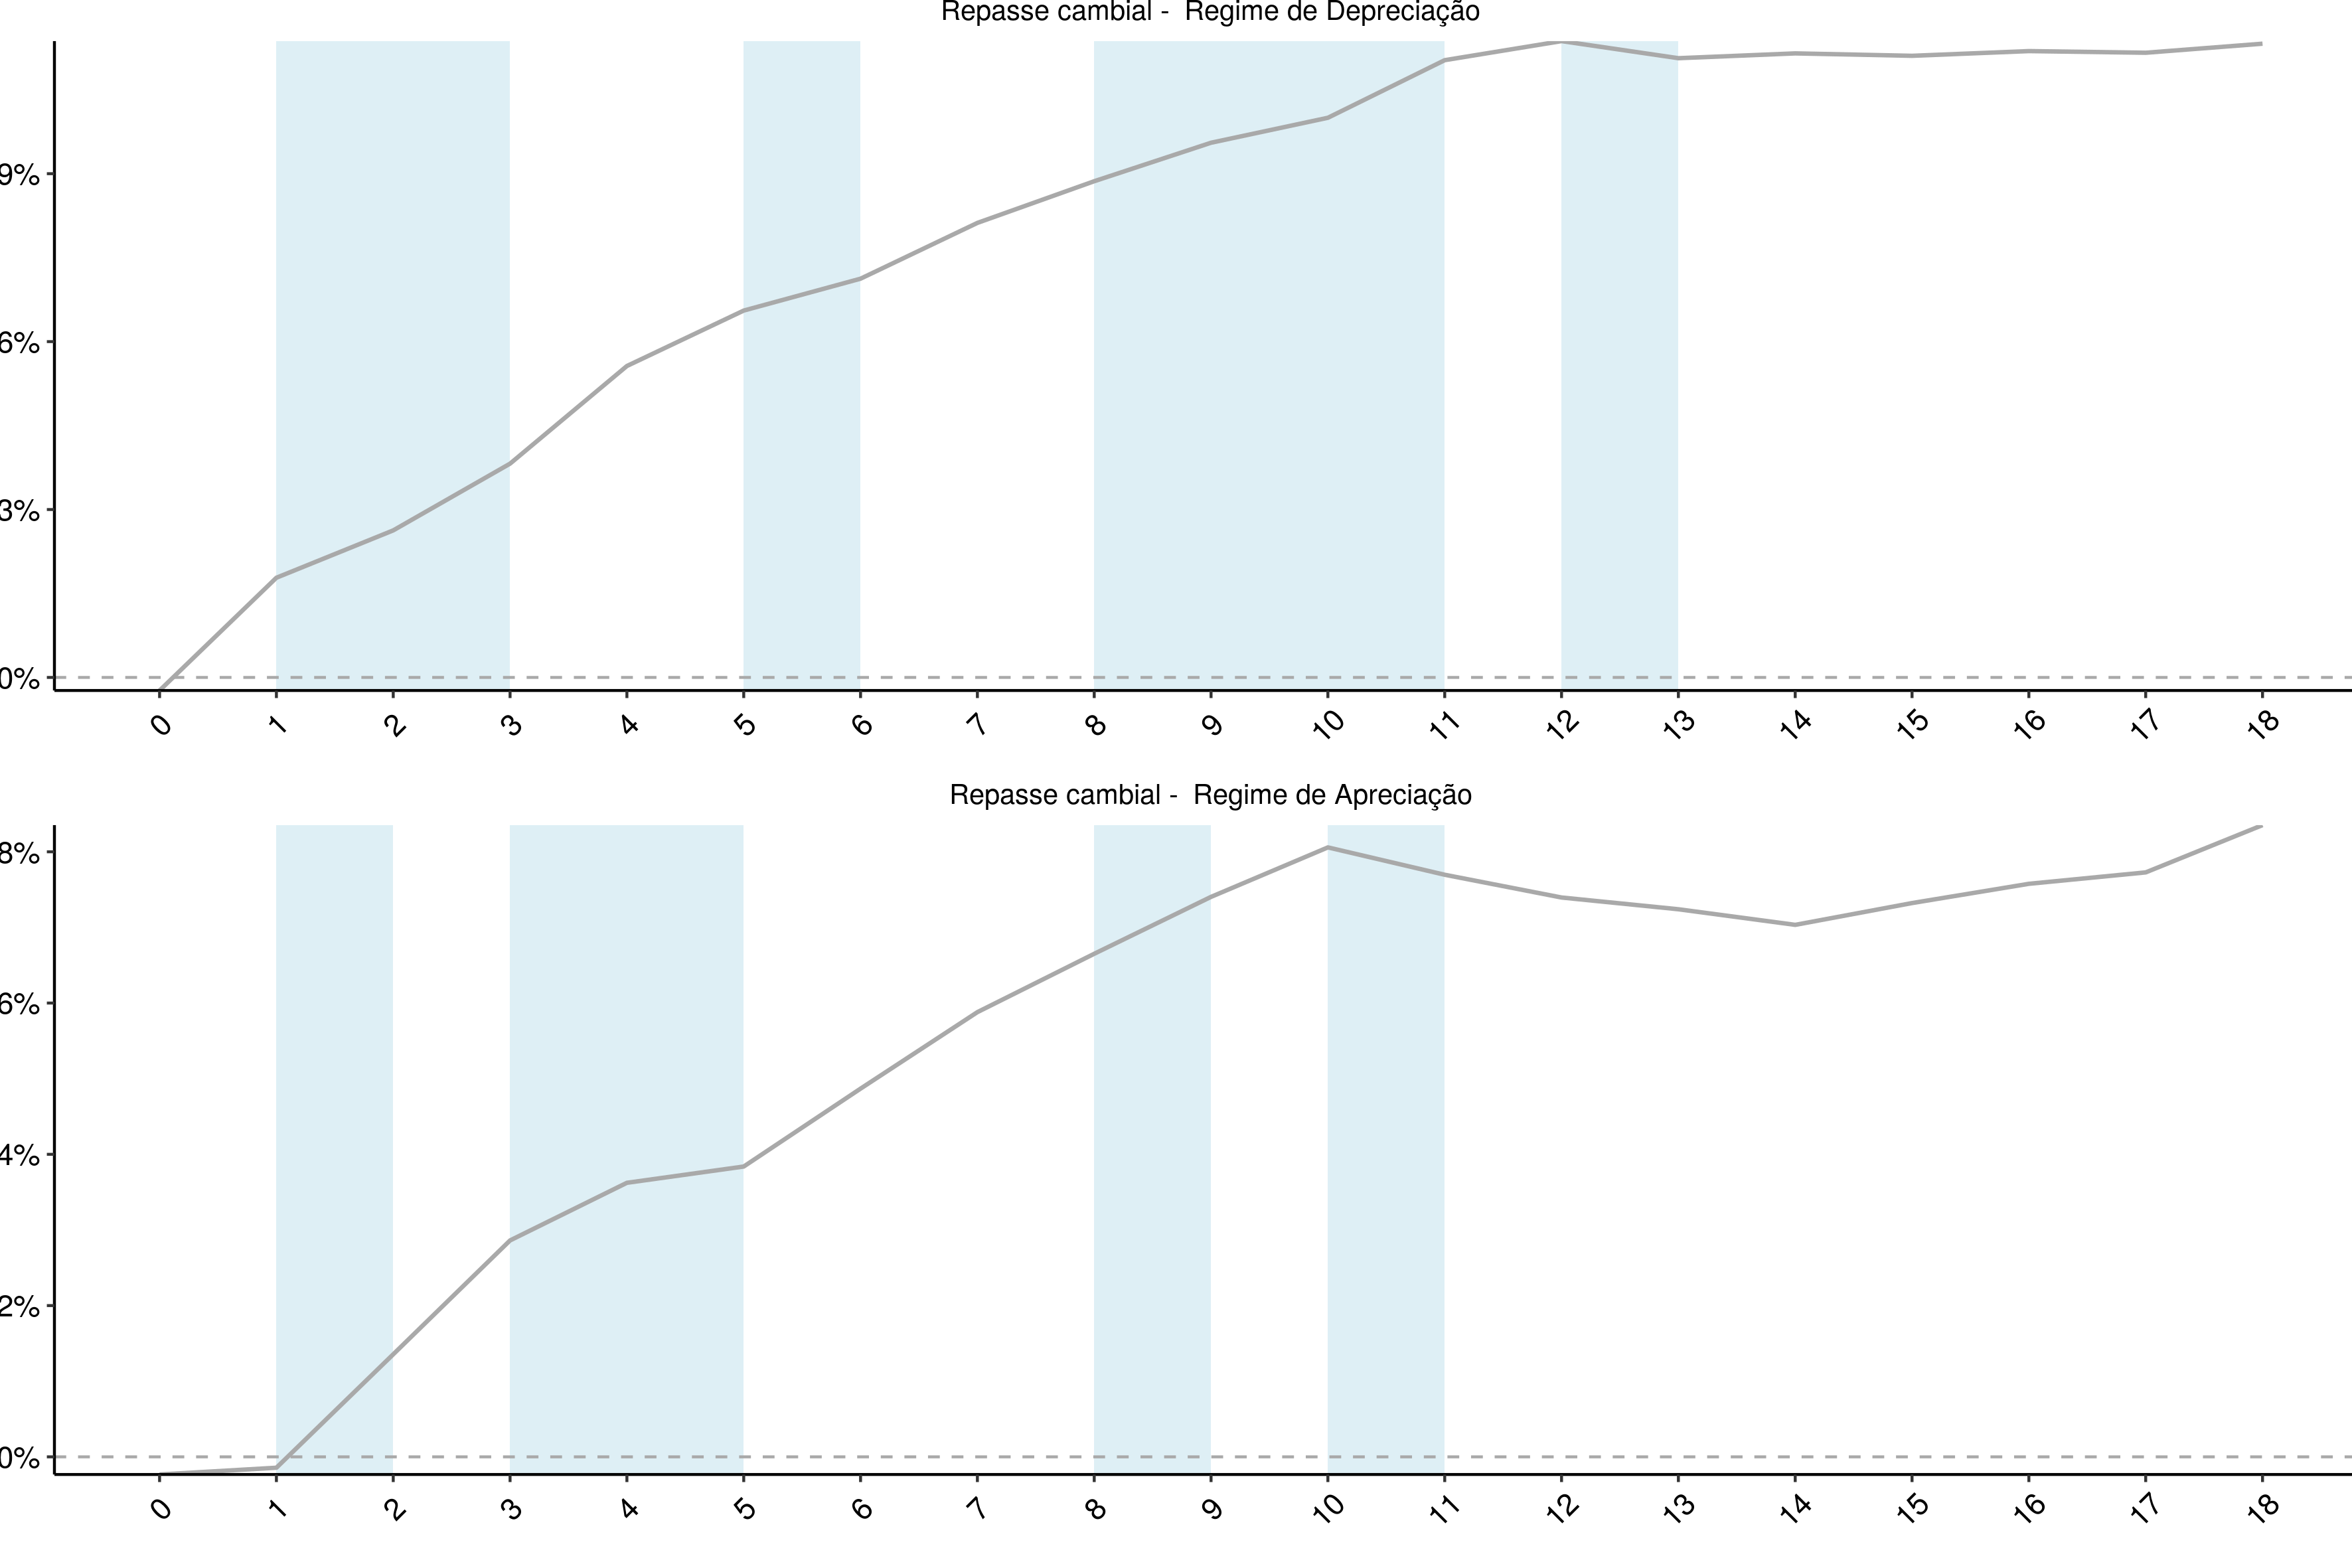 Repasse cambial - Regime de Depreciação
9%
6%
3%
0%
0 1 2 3 4 5 6 7 8 9 10 11 12 13 14 15 16 17 18
Repasse cambial - Regime de Apreciação
8%
6%
4%
2%
0%
0 1 2 3 4 5 6 7 8 9 10 11 12 13 14 15 16 17 18